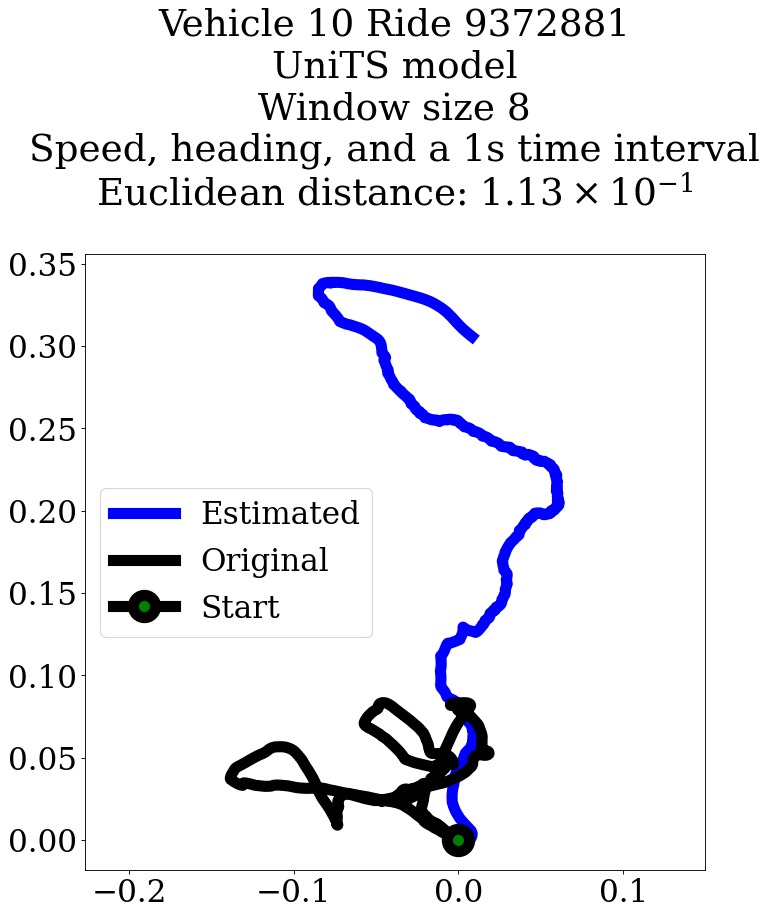 Vehicle 10 Ride 9372881
UniTS model
Window size 8
Speed, heading, and a 1s time interval
Euclidean distance: 1.13 × 10⁻¹
0.35
0.30
0.25
0.20
0.15
0.10
0.05
0.00
Estimated
Original
Start
−0.2
−0.1
0.0
0.1